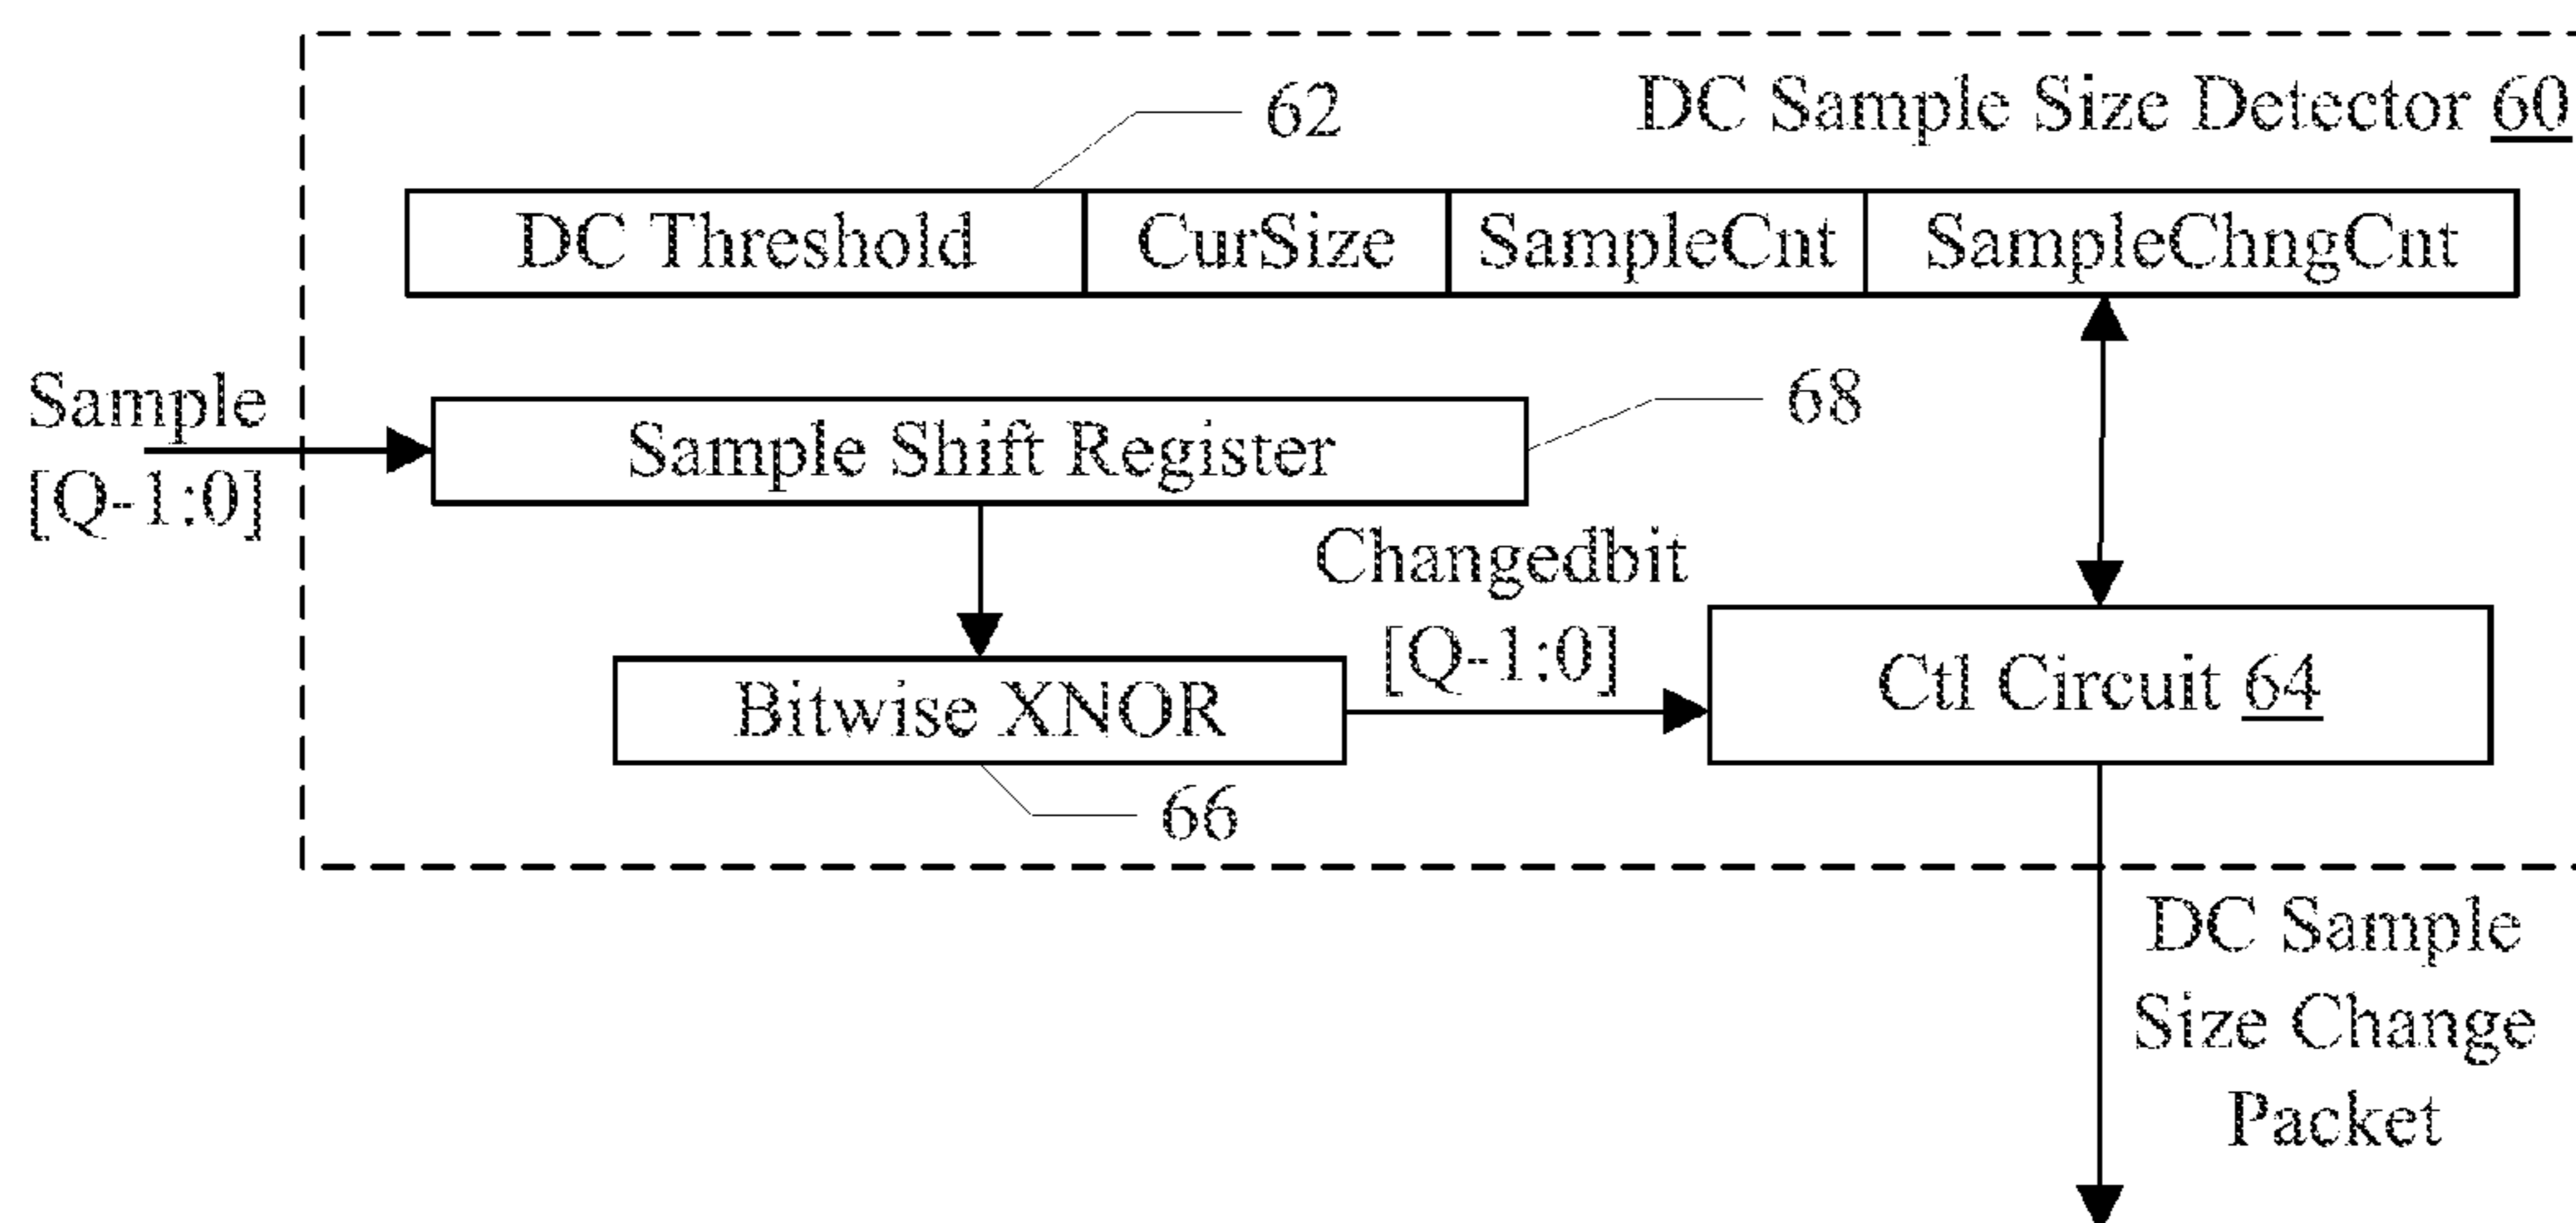 DC Sample Size Detector 60
62
DC Threshold
CurSize
SampleCnt
SampleChngCnt
Sample
[Q-1:0]
Sample Shift Register
68
Changedbit
[Q-1:0]
Bitwise XNOR
66
Ctl Circuit 64
DC Sample
Size Change
Packet